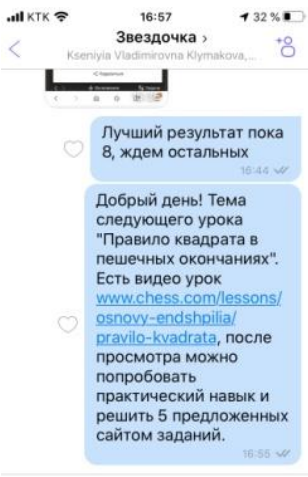 KTK 16:57 32 %
Звездочка >
Kseniyia Vladimirovna Klymakova,...
Лучший результат пока
8, ждем остальных
16:44
Добрый день! Тема
следующего урока
"Правило квадрата в
пешечных окончаниях".
Есть видео урок
www.chess.com/lessons/
osnovy-endshpilia/
pravilo-kvadrata, после
просмотра можно
попробовать
практический навык и
решить 5 предложенных
сайтом заданий.
16:55